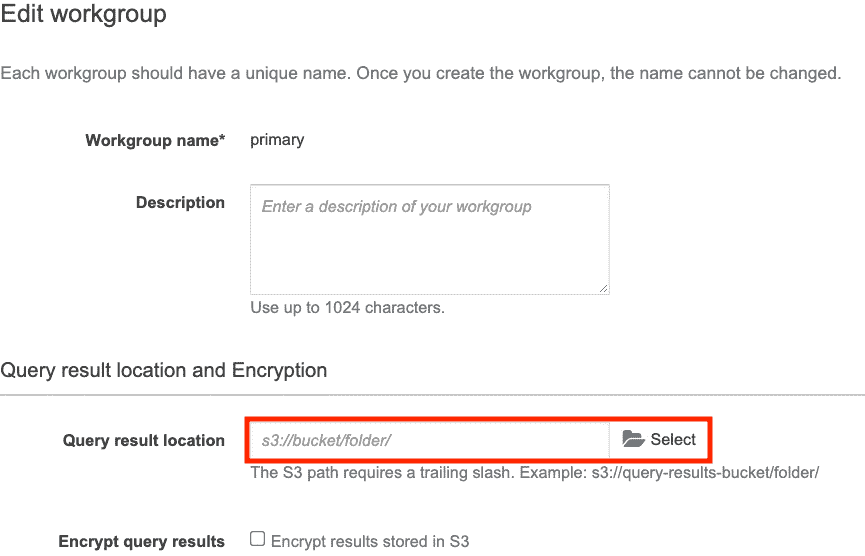 Edit workgroup
Each workgroup should have a unique name. Once you create the workgroup, the name cannot be changed.
Workgroup name* primary
Description Enter a description of your workgroup
Use up to 1024 characters.
Query result location and Encryption
Query result location s3://bucket/folder/ Select
The S3 path requires a trailing slash. Example: s3://query-results-bucket/folder/
Encrypt query results Encrypt results stored in S3